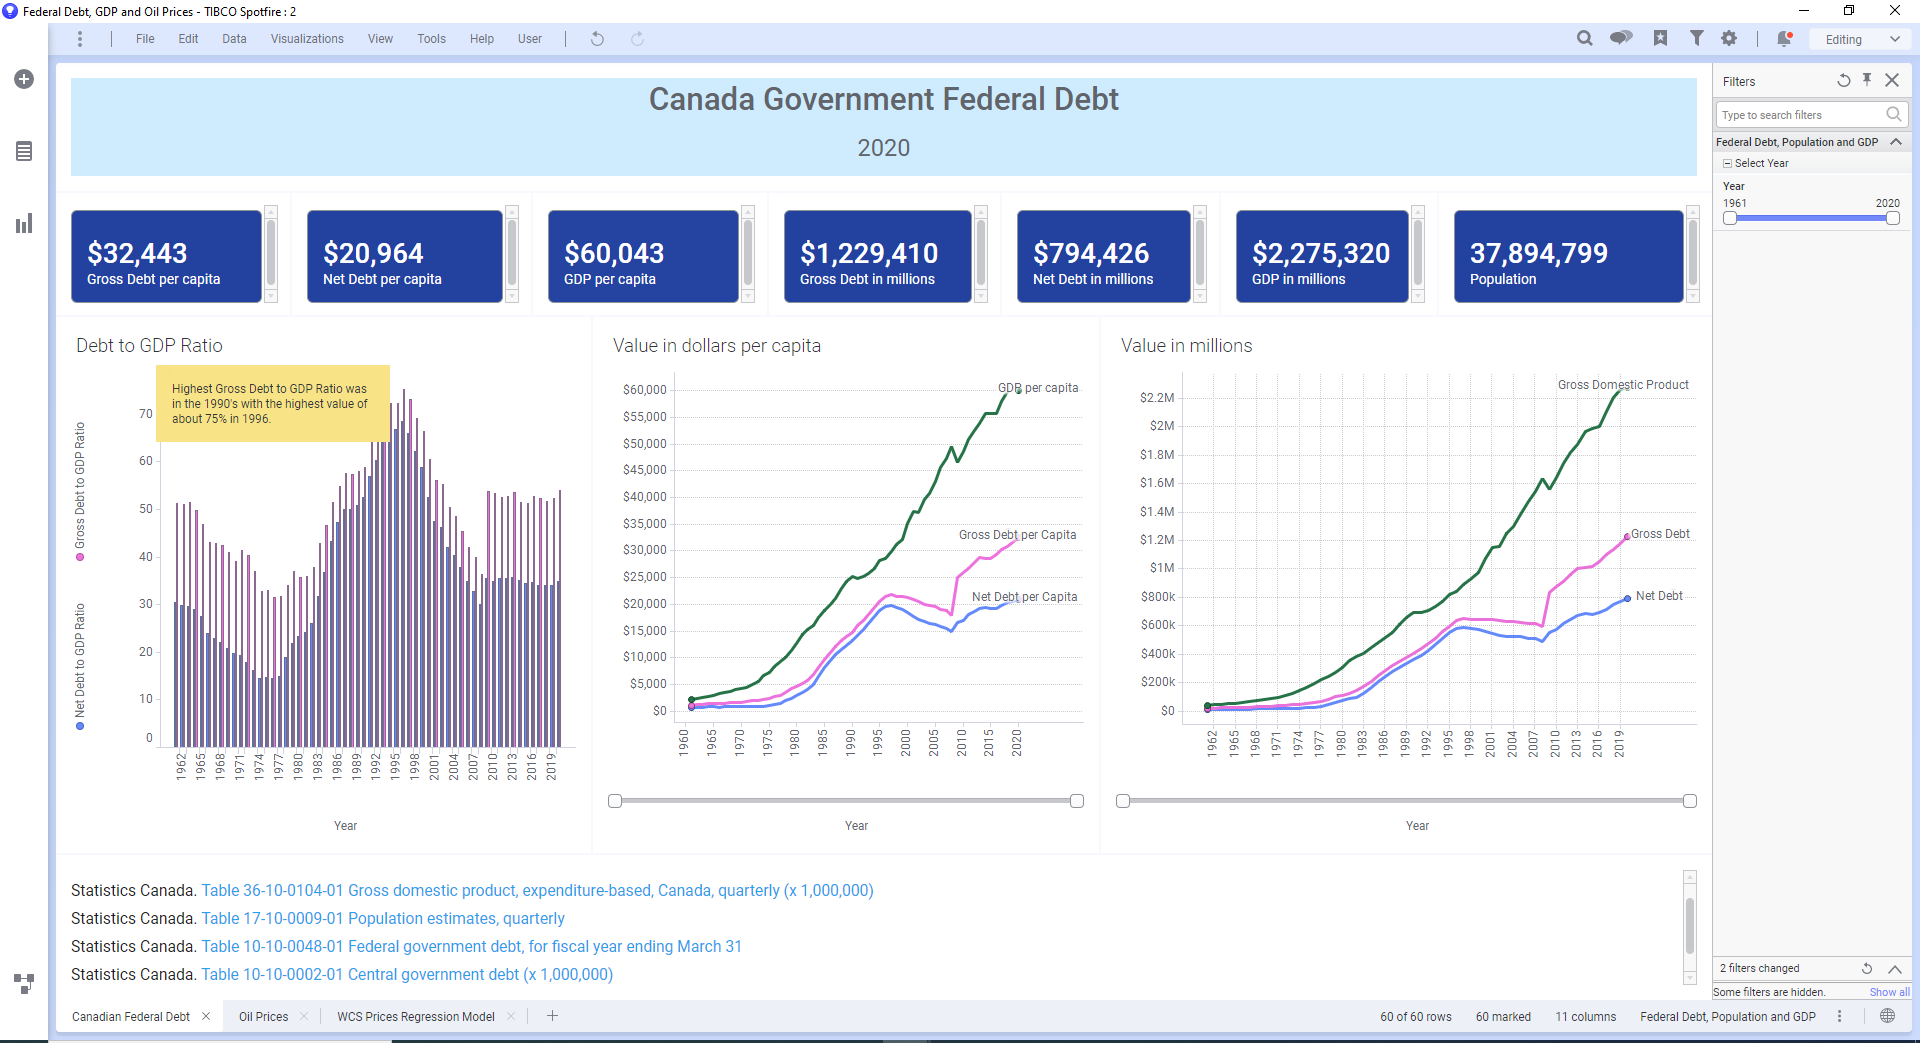 Federal Debt, GDP and Oil Prices - TIBCO Spotfire : 2
File Edit Data Visualizations View Tools Help User
Editing
Canada Government Federal Debt
2020
$32,443
Gross Debt per capita
$20,964
Net Debt per capita
$60,043
GDP per capita
$1,229,410
Gross Debt in millions
$794,426
Net Debt in millions
$2,275,320
GDP in millions
37,894,799
Population
Debt to GDP Ratio
Highest Gross Debt to GDP Ratio was
in the 1990's with the highest value of
about 75% in 1996.
Gross Debt to GDP Ratio
Net Debt to GDP Ratio
70
60
50
40
30
20
10
0
1962 1965 1968 1971 1974 1977 1980 1983 1986 1989 1992 1995 1998 2001 2004 2007 2010 2013 2016 2019
Year
Value in dollars per capita
$60,000
$55,000
$50,000
$45,000
$40,000
$35,000
$30,000
$25,000
$20,000
$15,000
$10,000
$5,000
$0
GDP per capita
Gross Debt per Capita
Net Debt per Capita
1960 1965 1970 1975 1980 1985 1990 1995 2000 2005 2010 2015 2020
Year
Value in millions
$2.2M
$2M
$1.8M
$1.6M
$1.4M
$1.2M
$1M
$800k
$600k
$400k
$200k
$0
Gross Domestic Product
Gross Debt
Net Debt
1962 1965 1968 1971 1974 1977 1980 1983 1986 1989 1992 1995 1998 2001 2004 2007 2010 2013 2016 2019
Year
Statistics Canada. Table 36-10-0104-01 Gross domestic product, expenditure-based, Canada, quarterly (x 1,000,000)
Statistics Canada. Table 17-10-0009-01 Population estimates, quarterly
Statistics Canada. Table 10-10-0048-01 Federal government debt, for fiscal year ending March 31
Statistics Canada. Table 10-10-0002-01 Central government debt (x 1,000,000)
Filters
Type to search filters
Federal Debt, Population and GDP
Select Year
Year
1961 2020
2 filters changed
Some filters are hidden. Show all
Canadian Federal Debt Oil Prices WCS Prices Regression Model
60 of 60 rows 60 marked 11 columns Federal Debt, Population and GDP